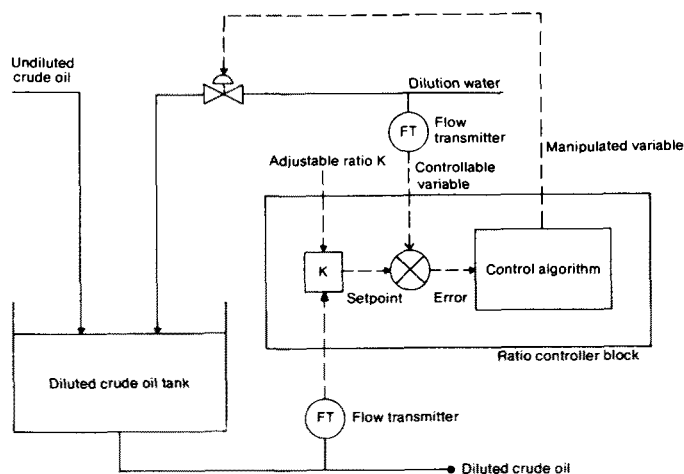 Undiluted
crude oil
Dilution water
FT
Flow
transmitter
Manipulated variable
Adjustable ratio K
Controllable
variable
K
Setpoint
Error
Control algorithm
Ratio controller block
Diluted crude oil tank
FT
Flow transmitter
Diluted crude oil